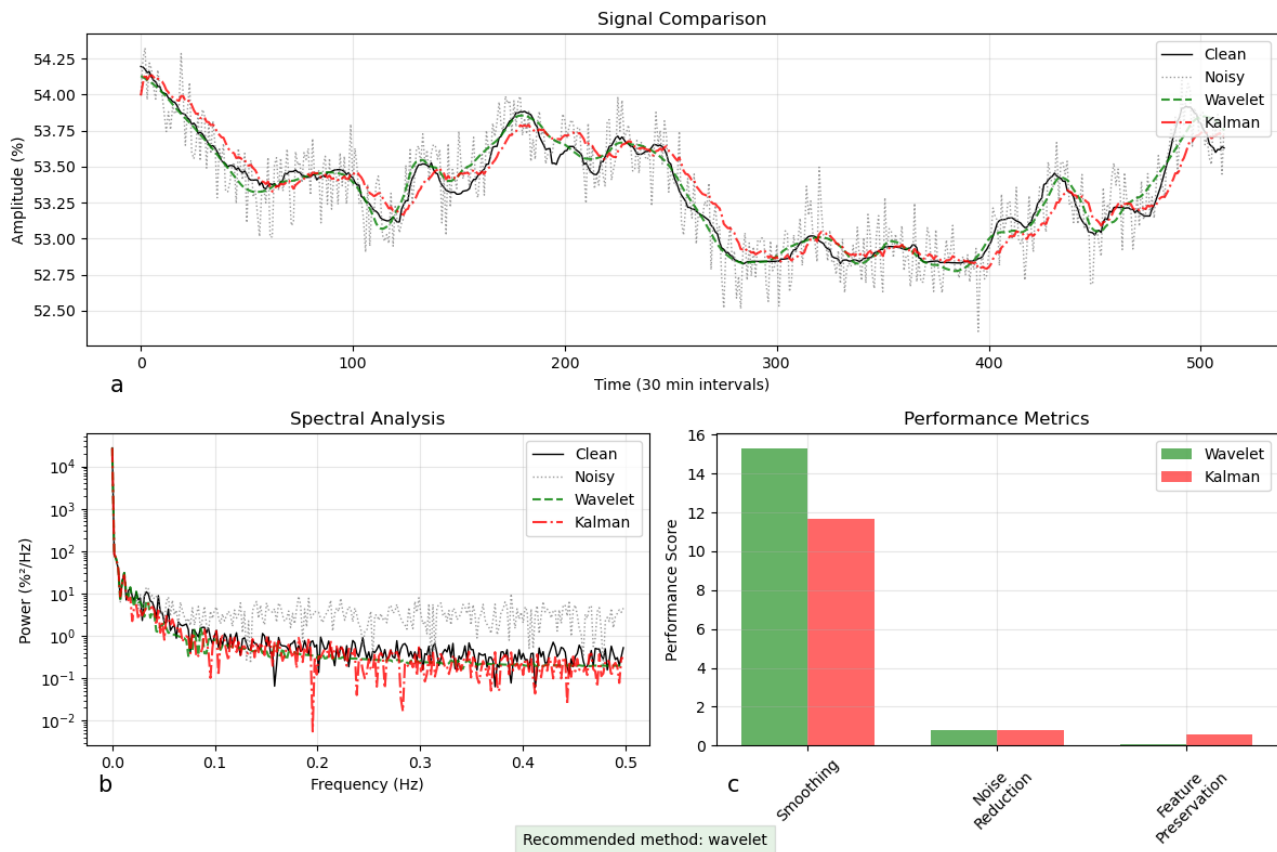 Signal Comparison
Amplitude (%)
54.25
54.00
53.75
53.50
53.25
53.00
52.75
52.50
Clean
Noisy
Wavelet
Kalman
0
100
200
300
400
500
a
Time (30 min intervals)
Spectral Analysis
Power (%²/Hz)
10⁴
10³
10²
10¹
10⁰
10⁻¹
10⁻²
Clean
Noisy
Wavelet
Kalman
0.0
0.1
0.2
0.3
0.4
0.5
b
Frequency (Hz)
Performance Metrics
Performance Score
16
14
12
10
8
6
4
2
0
Wavelet
Kalman
c
Smoothing
Noise
Reduction
Feature
Preservation
Recommended method: wavelet